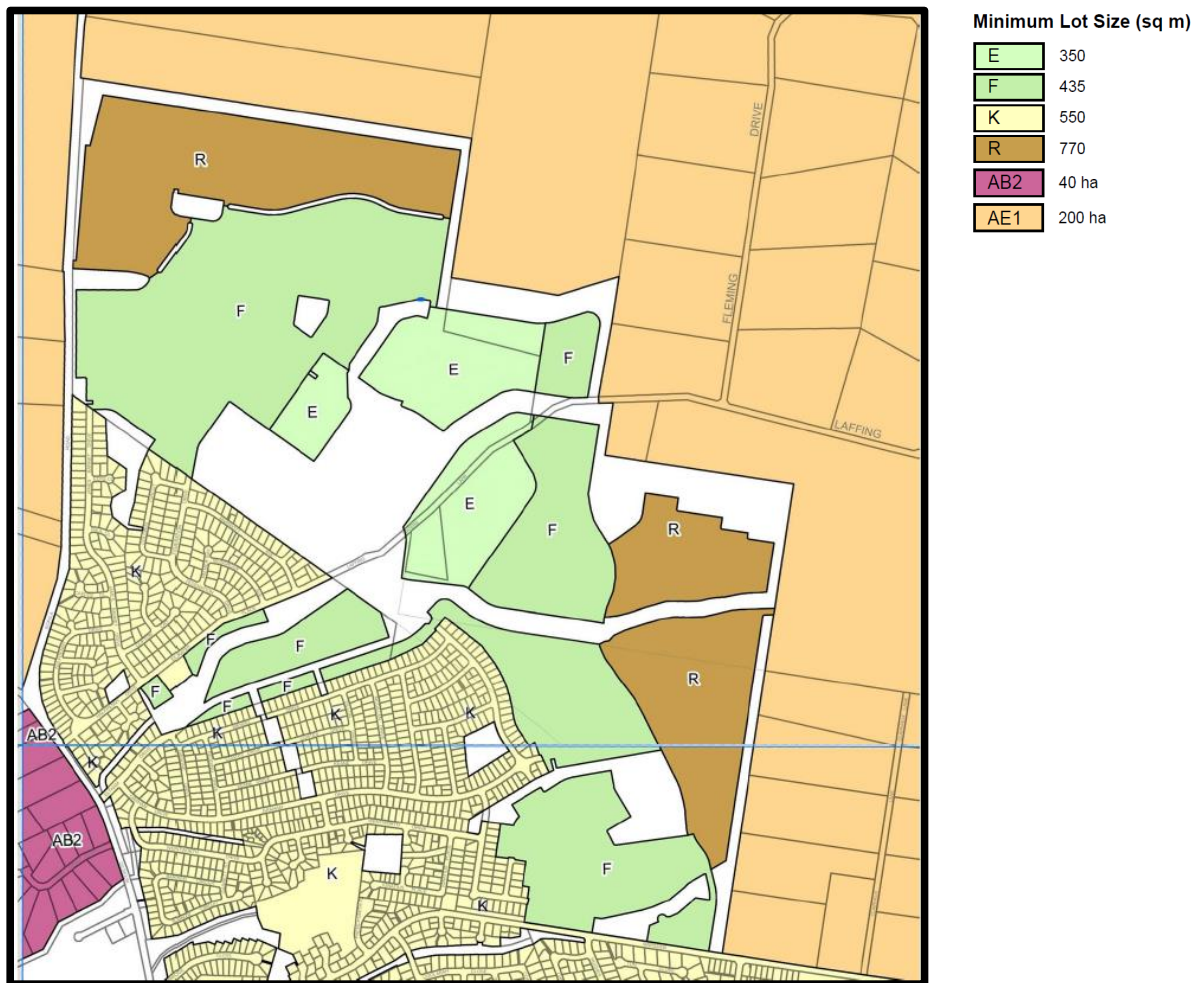 Minimum Lot Size (sq m)
E 350
F 435
K 550
R 770
AB2 40 ha
AE1 200 ha
R
DRIVE
FLEMING
F
E
F
E
LAFFING
E
F
R
K
F
F
F
F
F
R
K
K
K
AB2
K
AB2
F
K
K